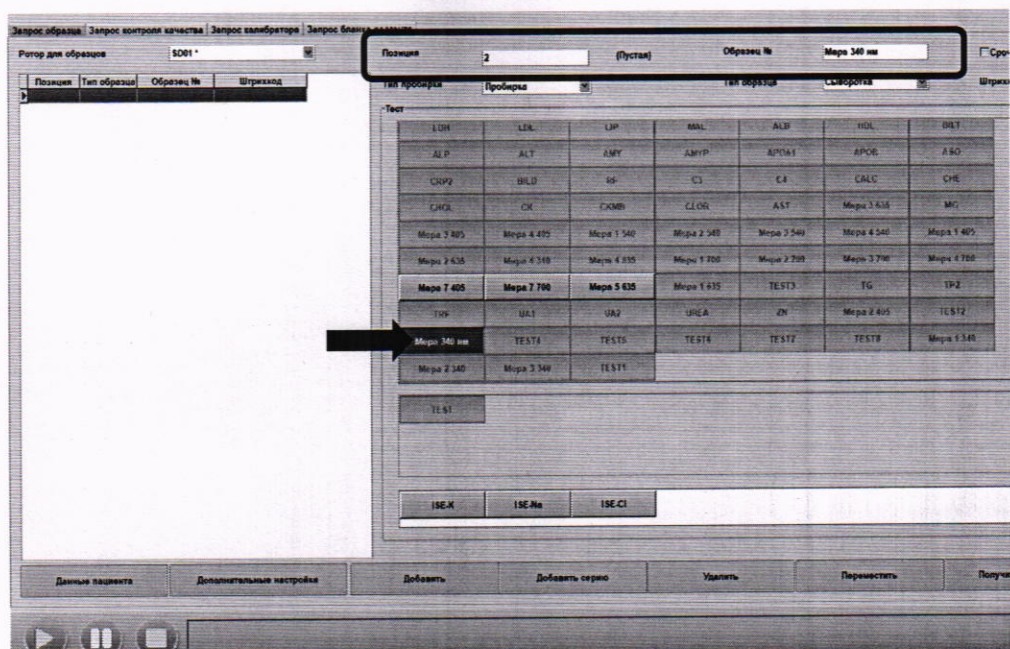 Запрос образца Запрос контроля качества Запрос калибратора Запрос бланка
Ротор для образцов SD01 * Позиция 2 (Пустая) Образец № Мера 340 нм Сроч
Позиция Тип образца Образец № Штрихкод
Тип пробирки Пробирка Тип образца Сыворотка Штрихк
Тест
LDH LDL LIP MAL ALB HDL BILT
ALP ALT AMY AMYP APOA1 APOB ASO
CRP2 BILD RF C3 C4 CALC CHE
CHOL CK CKMB CLOR AST Мера 3 635 MG
Мера 3 405 Мера 4 405 Мера 1 540 Мера 2 540 Мера 3 540 Мера 4 540 Мера 1 405
Мера 2 635 Мера 4 340 Мера 4 635 Мера 1 700 Мера 2 700 Мера 3 700 Мера 4 700
Мера 7 405 Мера 7 700 Мера 5 635 Мера 1 635 TEST3 TG TP2
TRF UA1 UA2 UREA ZN Мера 2 405 TEST2
Мера 340 нм TEST4 TEST5 TEST6 TEST7 TEST8 Мера 1 340
Мера 2 340 Мера 3 340 TEST1
TEST
ISE-K ISE-Na ISE-Cl
Данные пациента Дополнительные настройки Добавить Добавить серию Удалить Переместить Получи